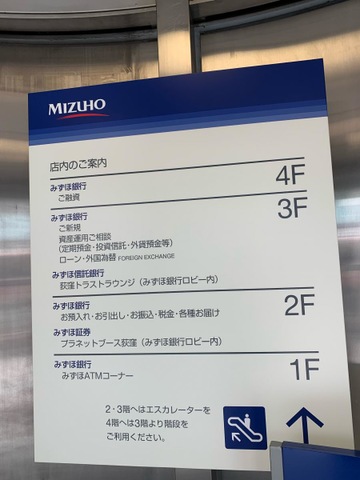 MIZUHO
店内のご案内
みずほ銀行
ご融資
4F
みずほ銀行
ご新規
資産運用ご相談
(定期預金・投資信託・外貨預金等)
ローン・外国為替 FOREIGN EXCHANGE
3F
みずほ信託銀行
荻窪トラストラウンジ(みずほ銀行ロビー内)
みずほ銀行
お預入れ・お引出し・お振込・税金・各種お届け
2F
みずほ証券
プラネットブース荻窪(みずほ銀行ロビー内)
みずほ銀行
みずほATMコーナー
1F
2・3階へはエスカレーターを
4階へは3階より階段を
ご利用ください。